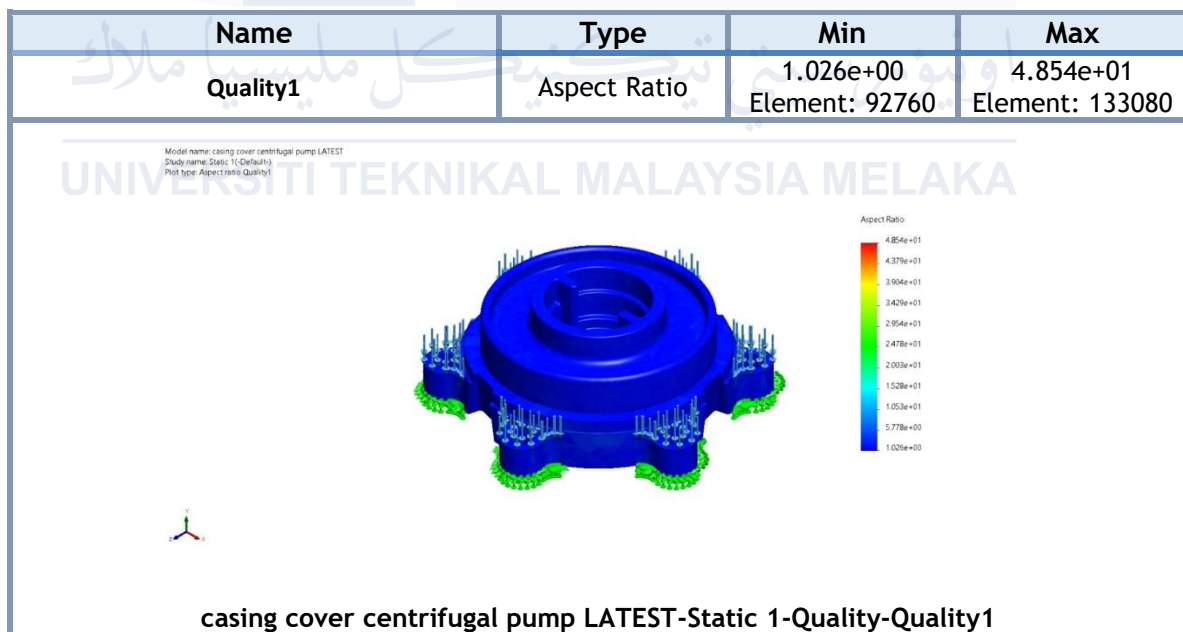 Name Type Min Max
Quality1 Aspect Ratio 1.026e+00 4.854e+01
Element: 92760 Element: 133080
اونيۏرسيتي تيكنيكل مليسيا ملاك
UNIVERSITI TEKNIKAL MALAYSIA MELAKA
Model name: casing cover centrifugal pump LATEST
Study name: Static 1(-Default-)
Plot type: Aspect ratio Quality1
Aspect Ratio
4.854e+01
4.379e+01
3.904e+01
3.429e+01
2.954e+01
2.478e+01
2.003e+01
1.528e+01
1.053e+01
5.778e+00
1.026e+00
Y
Z X
casing cover centrifugal pump LATEST-Static 1-Quality-Quality1